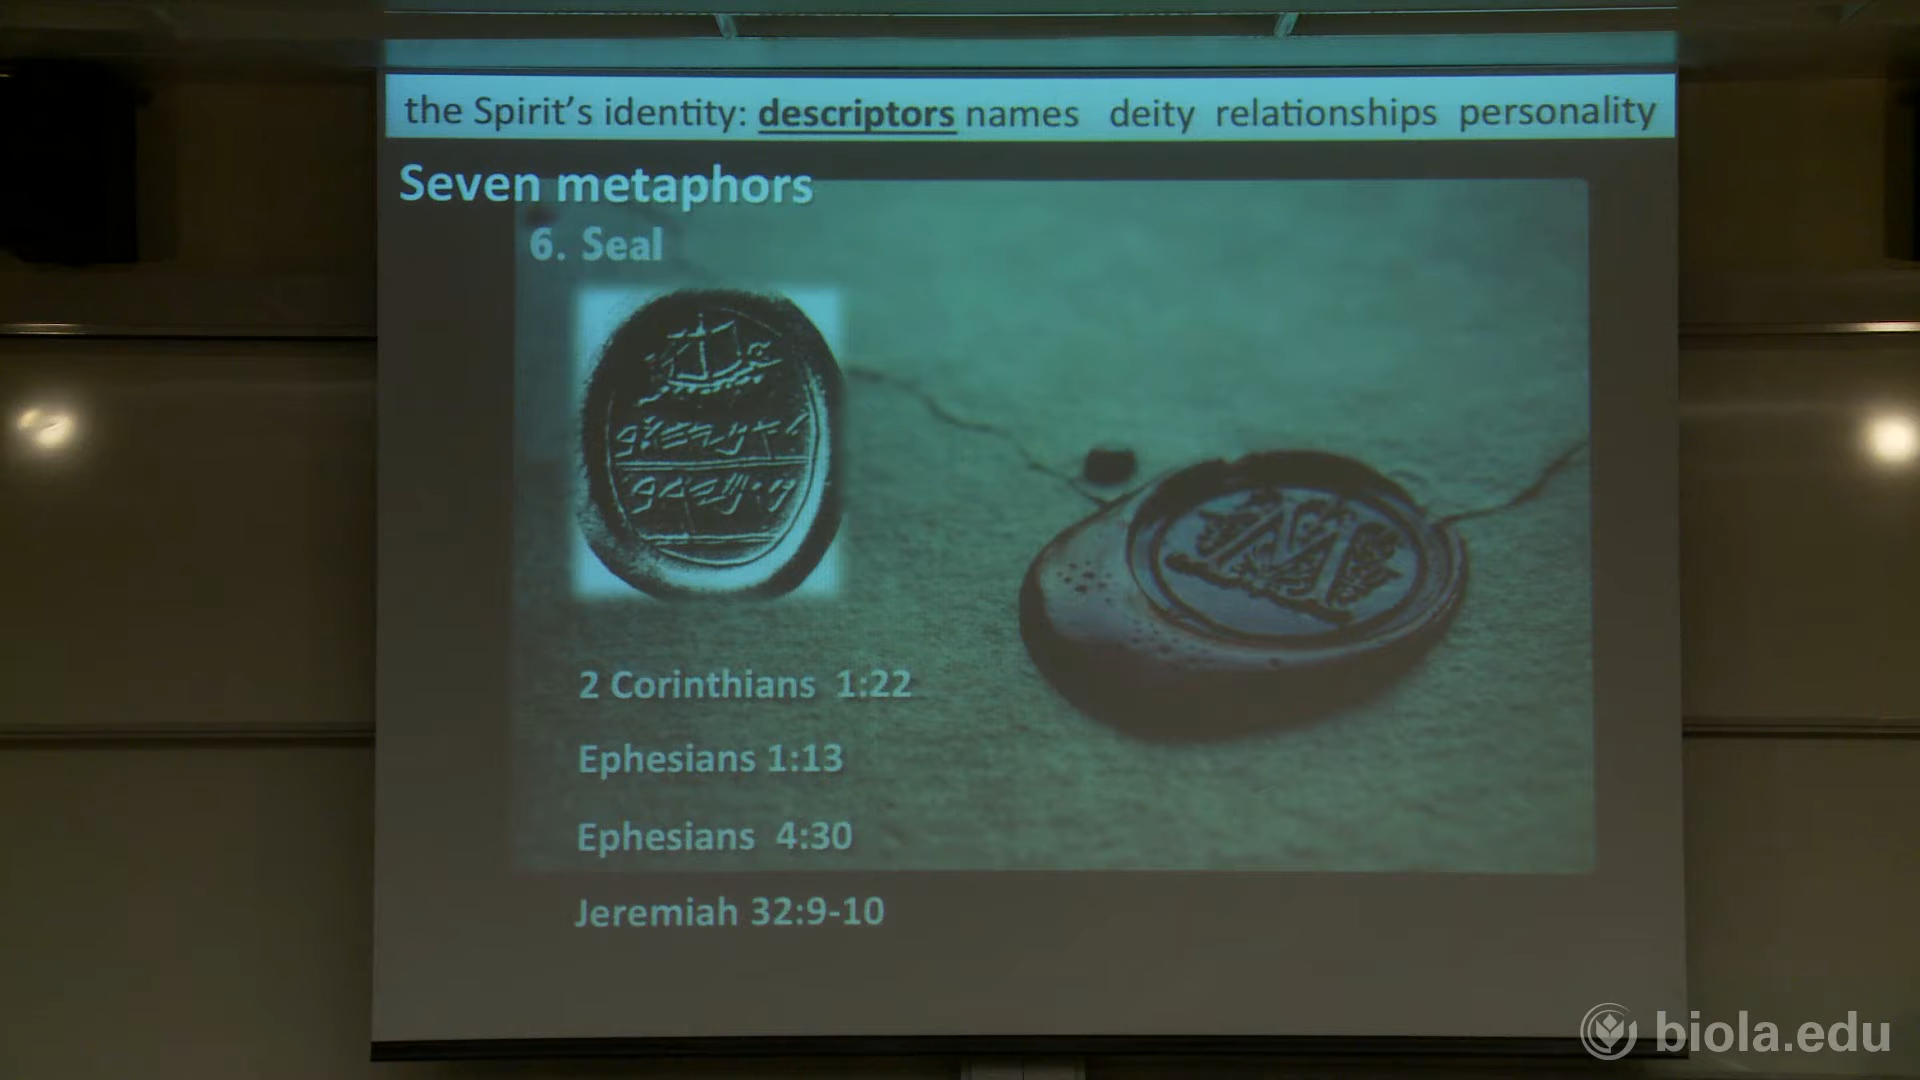 the Spirit’s identity: descriptors names deity relationships personality
Seven metaphors
6. Seal
2 Corinthians 1:22
Ephesians 1:13
Ephesians 4:30
Jeremiah 32:9-10
biola.edu